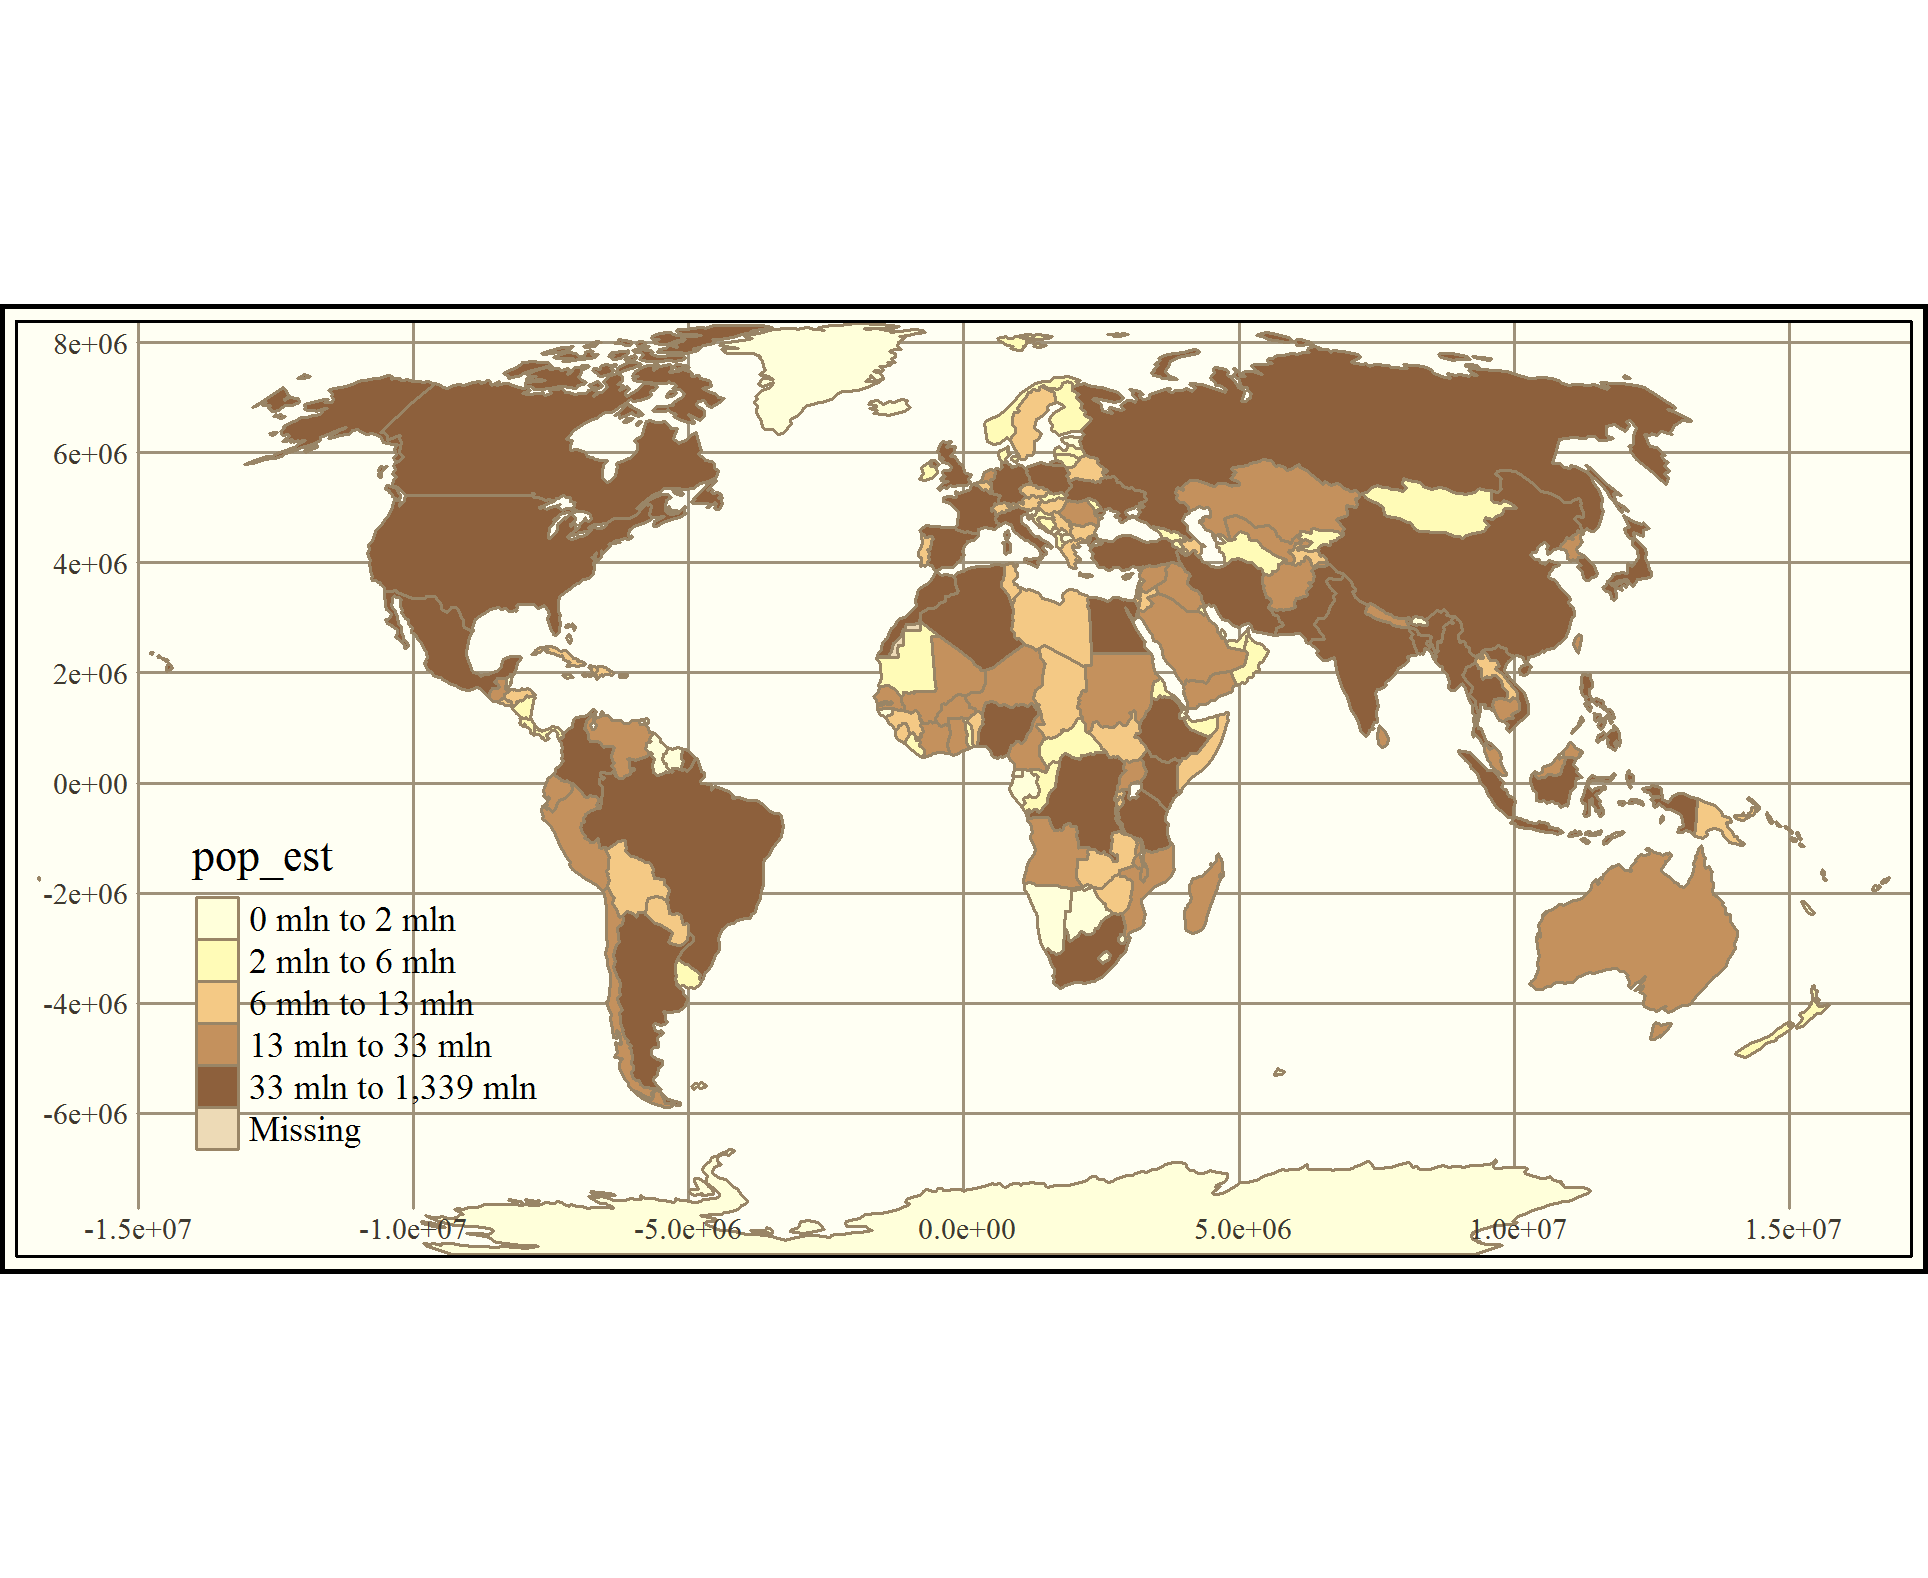 8e+06
6e+06
4e+06
2e+06
0e+00
-2e+06
-4e+06
-6e+06
pop_est
0 mln to 2 mln
2 mln to 6 mln
6 mln to 13 mln
13 mln to 33 mln
33 mln to 1,339 mln
Missing
-1.5e+07 -1.0e+07 -5.0e+06 0.0e+00 5.0e+06 1.0e+07 1.5e+07